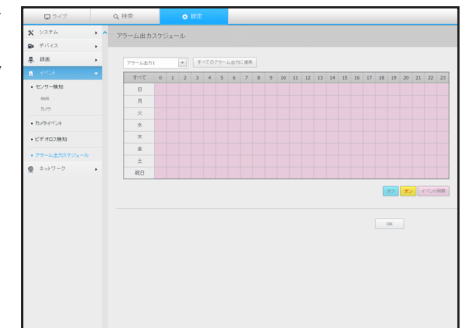 ライブ
検索
設定
システム
デバイス
録画
イベント
センサー検知
カメラ
カメライベント
ビデオロス検知
アラーム出力スケジュール
ネットワーク
アラーム出力スケジュール
アラーム出力1
すべてのアラーム出力に適用
すべて 0 1 2 3 4 5 6 7 8 9 10 11 12 13 14 15 16 17 18 19 20 21 22 23
日
月
火
水
木
金
土
祝日
オフ オン イベント同期
OK